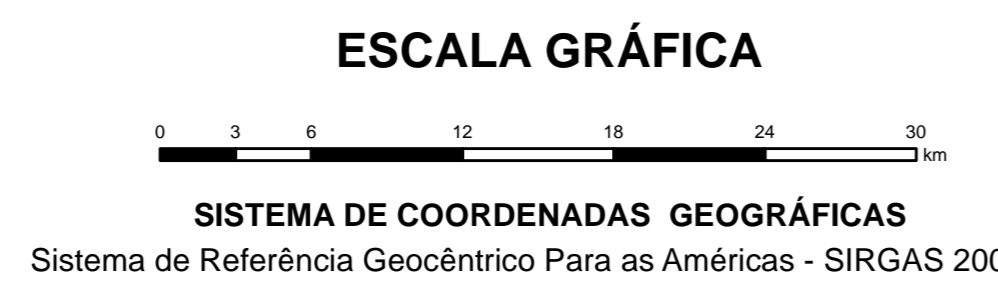 ESCALA GRÁFICA
0 3 6 12 18 24 30
km
SISTEMA DE COORDENADAS GEOGRÁFICAS
Sistema de Referência Geocêntrico Para as Américas - SIRGAS 200